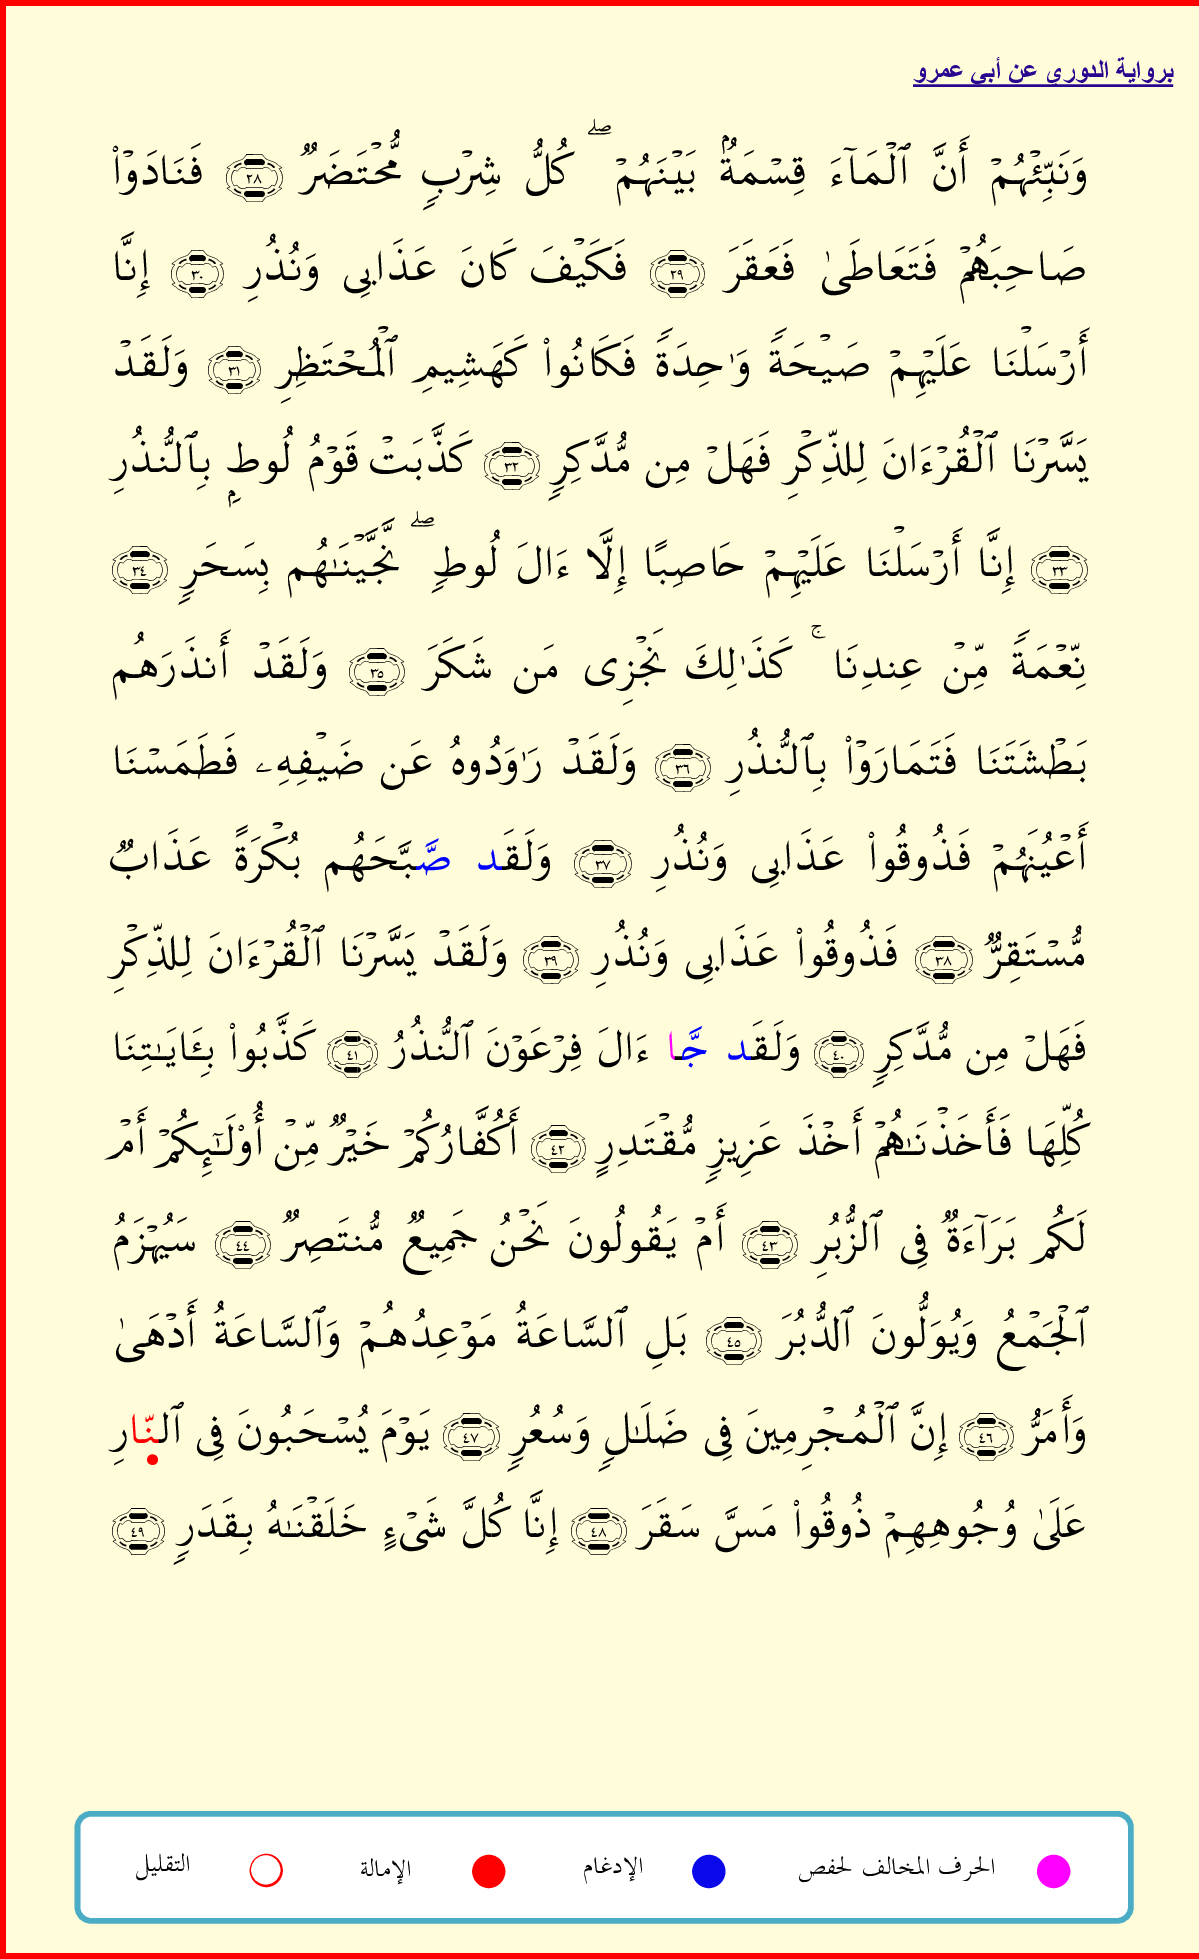 برواية الدوري عن أبي عمرو
وَنَبِّئْهُمْ أَنَّ ٱلْمَآءَ قِسْمَةُۢ بَيْنَهُمْ ۖ كُلُّ شِرْبٍ مُّحْتَضَرٌ ٢٨ فَنَادَوْا۟
صَاحِبَهُمْ فَتَعَاطَىٰ فَعَقَرَ ٢٩ فَكَيْفَ كَانَ عَذَابِى وَنُذُرِ ٣٠ إِنَّا
أَرْسَلْنَا عَلَيْهِمْ صَيْحَةً وَٰحِدَةً فَكَانُوا۟ كَهَشِيمِ ٱلْمُحْتَظِرِ ٣١ وَلَقَدْ
يَسَّرْنَا ٱلْقُرْءَانَ لِلذِّكْرِ فَهَلْ مِن مُّدَّكِرٍ ٣٢ كَذَّبَتْ قَوْمُ لُوطِۭ بِٱلنُّذُرِ
٣٣ إِنَّا أَرْسَلْنَا عَلَيْهِمْ حَاصِبًا إِلَّا ءَالَ لُوطٍ ۖ نَّجَّيْنَٰهُم بِسَحَرٍ ٣٤
نِّعْمَةً مِّنْ عِندِنَا ۚ كَذَٰلِكَ نَجْزِى مَن شَكَرَ ٣٥ وَلَقَدْ أَنذَرَهُم
بَطْشَتَنَا فَتَمَارَوْا۟ بِٱلنُّذُرِ ٣٦ وَلَقَدْ رَٰوَدُوهُ عَن ضَيْفِهِۦ فَطَمَسْنَا
أَعْيُنَهُمْ فَذُوقُوا۟ عَذَابِى وَنُذُرِ ٣٧ وَلَقَد صَّبَّحَهُم بُكْرَةً عَذَابٌ
مُّسْتَقِرٌّ ٣٨ فَذُوقُوا۟ عَذَابِى وَنُذُرِ ٣٩ وَلَقَدْ يَسَّرْنَا ٱلْقُرْءَانَ لِلذِّكْرِ
فَهَلْ مِن مُّدَّكِرٍ ٤٠ وَلَقَد جَّا ءَالَ فِرْعَوْنَ ٱلنُّذُرُ ٤١ كَذَّبُوا۟ بِـَٔايَٰتِنَا
كُلِّهَا فَأَخَذْنَٰهُمْ أَخْذَ عَزِيزٍ مُّقْتَدِرٍ ٤٢ أَكُفَّارُكُمْ خَيْرٌ مِّنْ أُو۟لَٰٓئِكُمْ أَمْ
لَكُم بَرَآءَةٌ فِى ٱلزُّبُرِ ٤٣ أَمْ يَقُولُونَ نَحْنُ جَمِيعٌ مُّنتَصِرٌ ٤٤ سَيُهْزَمُ
ٱلْجَمْعُ وَيُوَلُّونَ ٱلدُّبُرَ ٤٥ بَلِ ٱلسَّاعَةُ مَوْعِدُهُمْ وَٱلسَّاعَةُ أَدْهَىٰ
وَأَمَرُّ ٤٦ إِنَّ ٱلْمُجْرِمِينَ فِى ضَلَٰلٍ وَسُعُرٍ ٤٧ يَوْمَ يُسْحَبُونَ فِى ٱلنّارِ
عَلَىٰ وُجُوهِهِمْ ذُوقُوا۟ مَسَّ سَقَرَ ٤٨ إِنَّا كُلَّ شَىْءٍ خَلَقْنَٰهُ بِقَدَرٍ ٤٩
الحرف المخالف لحفص الإدغام الإمالة التقليل